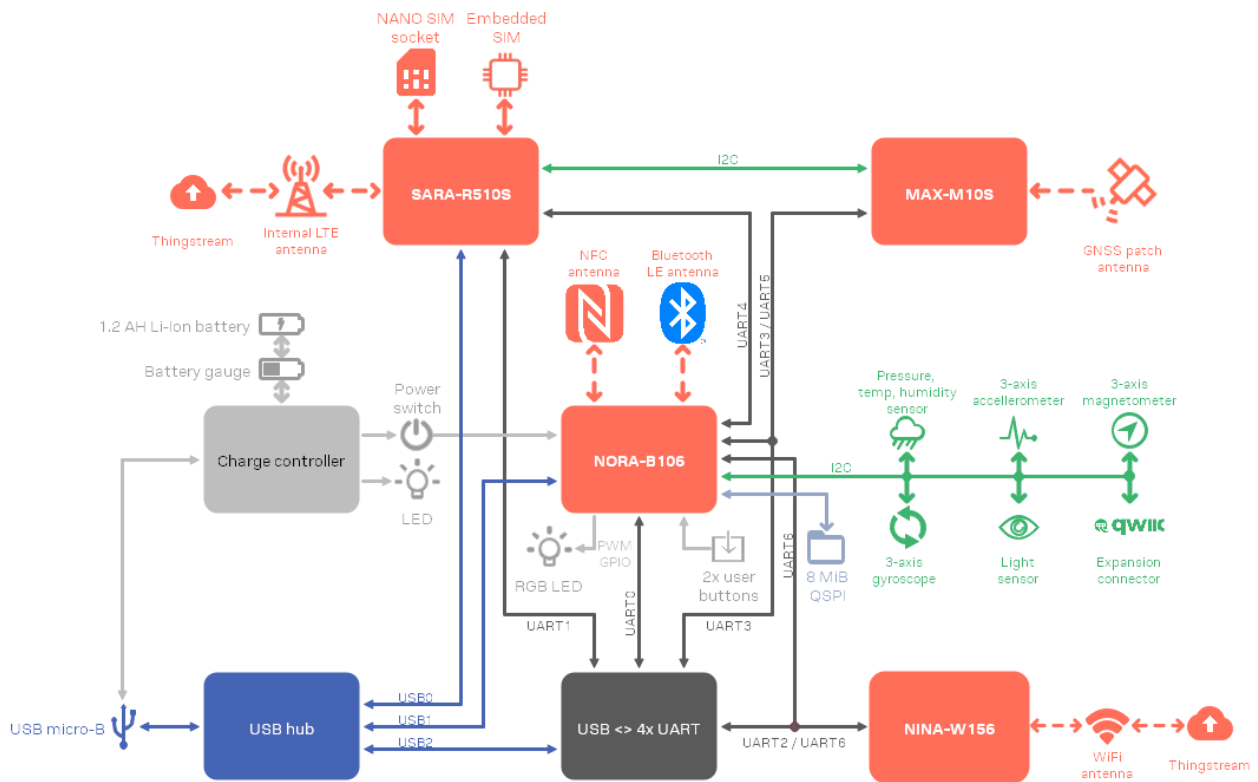 NANO SIM
socket
Embedded
SIM
SARA-R510S
I2C
MAX-M10S
Thingstream
Internal LTE
antenna
GNSS patch
antenna
NFC
antenna
Bluetooth
LE antenna
UART4
UART3 / UART5
1.2 AH Li-Ion battery
Battery gauge
Power
switch
Charge controller
LED
NORA-B106
Pressure,
temp, humidity
sensor
3-axis
accellerometer
3-axis
magnetometer
I2C
3-axis
gyroscope
Light
sensor
qwiic
Expansion
connector
RGB LED
PWM
GPIO
2x user
buttons
8 MiB
QSPI
UART6
UART1
UART0
UART3
USB micro-B
USB hub
USB0
USB1
USB2
USB <> 4x UART
UART2 / UART6
NINA-W156
WiFi
antenna
Thingstream